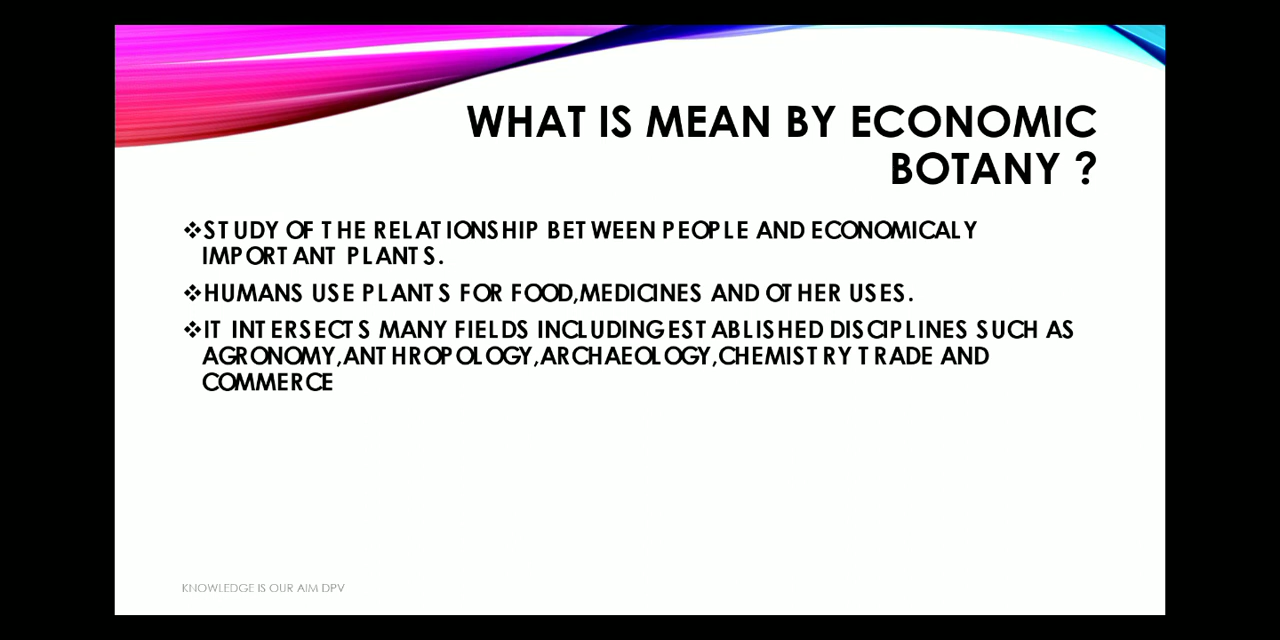 WHAT IS MEAN BY ECONOMIC
BOTANY ?
❖STUDY OF THE RELATIONSHIP BETWEEN PEOPLE AND ECONOMICALY
IMPORTANT PLANTS.
❖HUMANS USE PLANTS FOR FOOD,MEDICINES AND OTHER USES.
❖IT INTERSECTS MANY FIELDS INCLUDINGESTABLISHED DISCIPLINES SUCH AS
AGRONOMY,ANTHROPOLOGY,ARCHAEOLOGY,CHEMISTRY TRADE AND
COMMERCE
KNOWLEDGE IS OUR AIM DPV